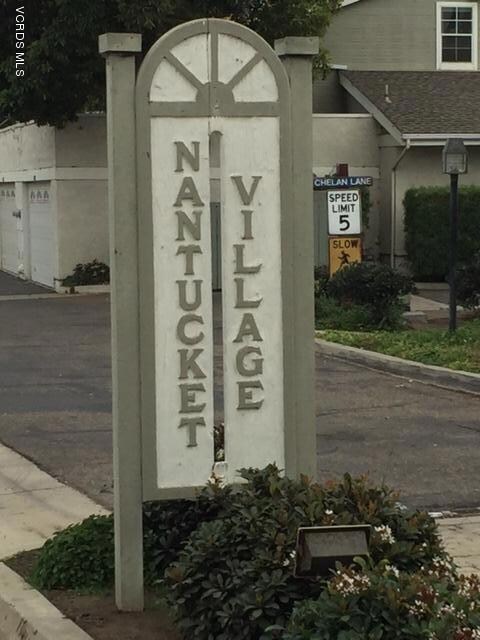 VCRDS MLS
NANTUCKET
VILLAGE
CHELAN LANE
SPEED
LIMIT
5
SLOW